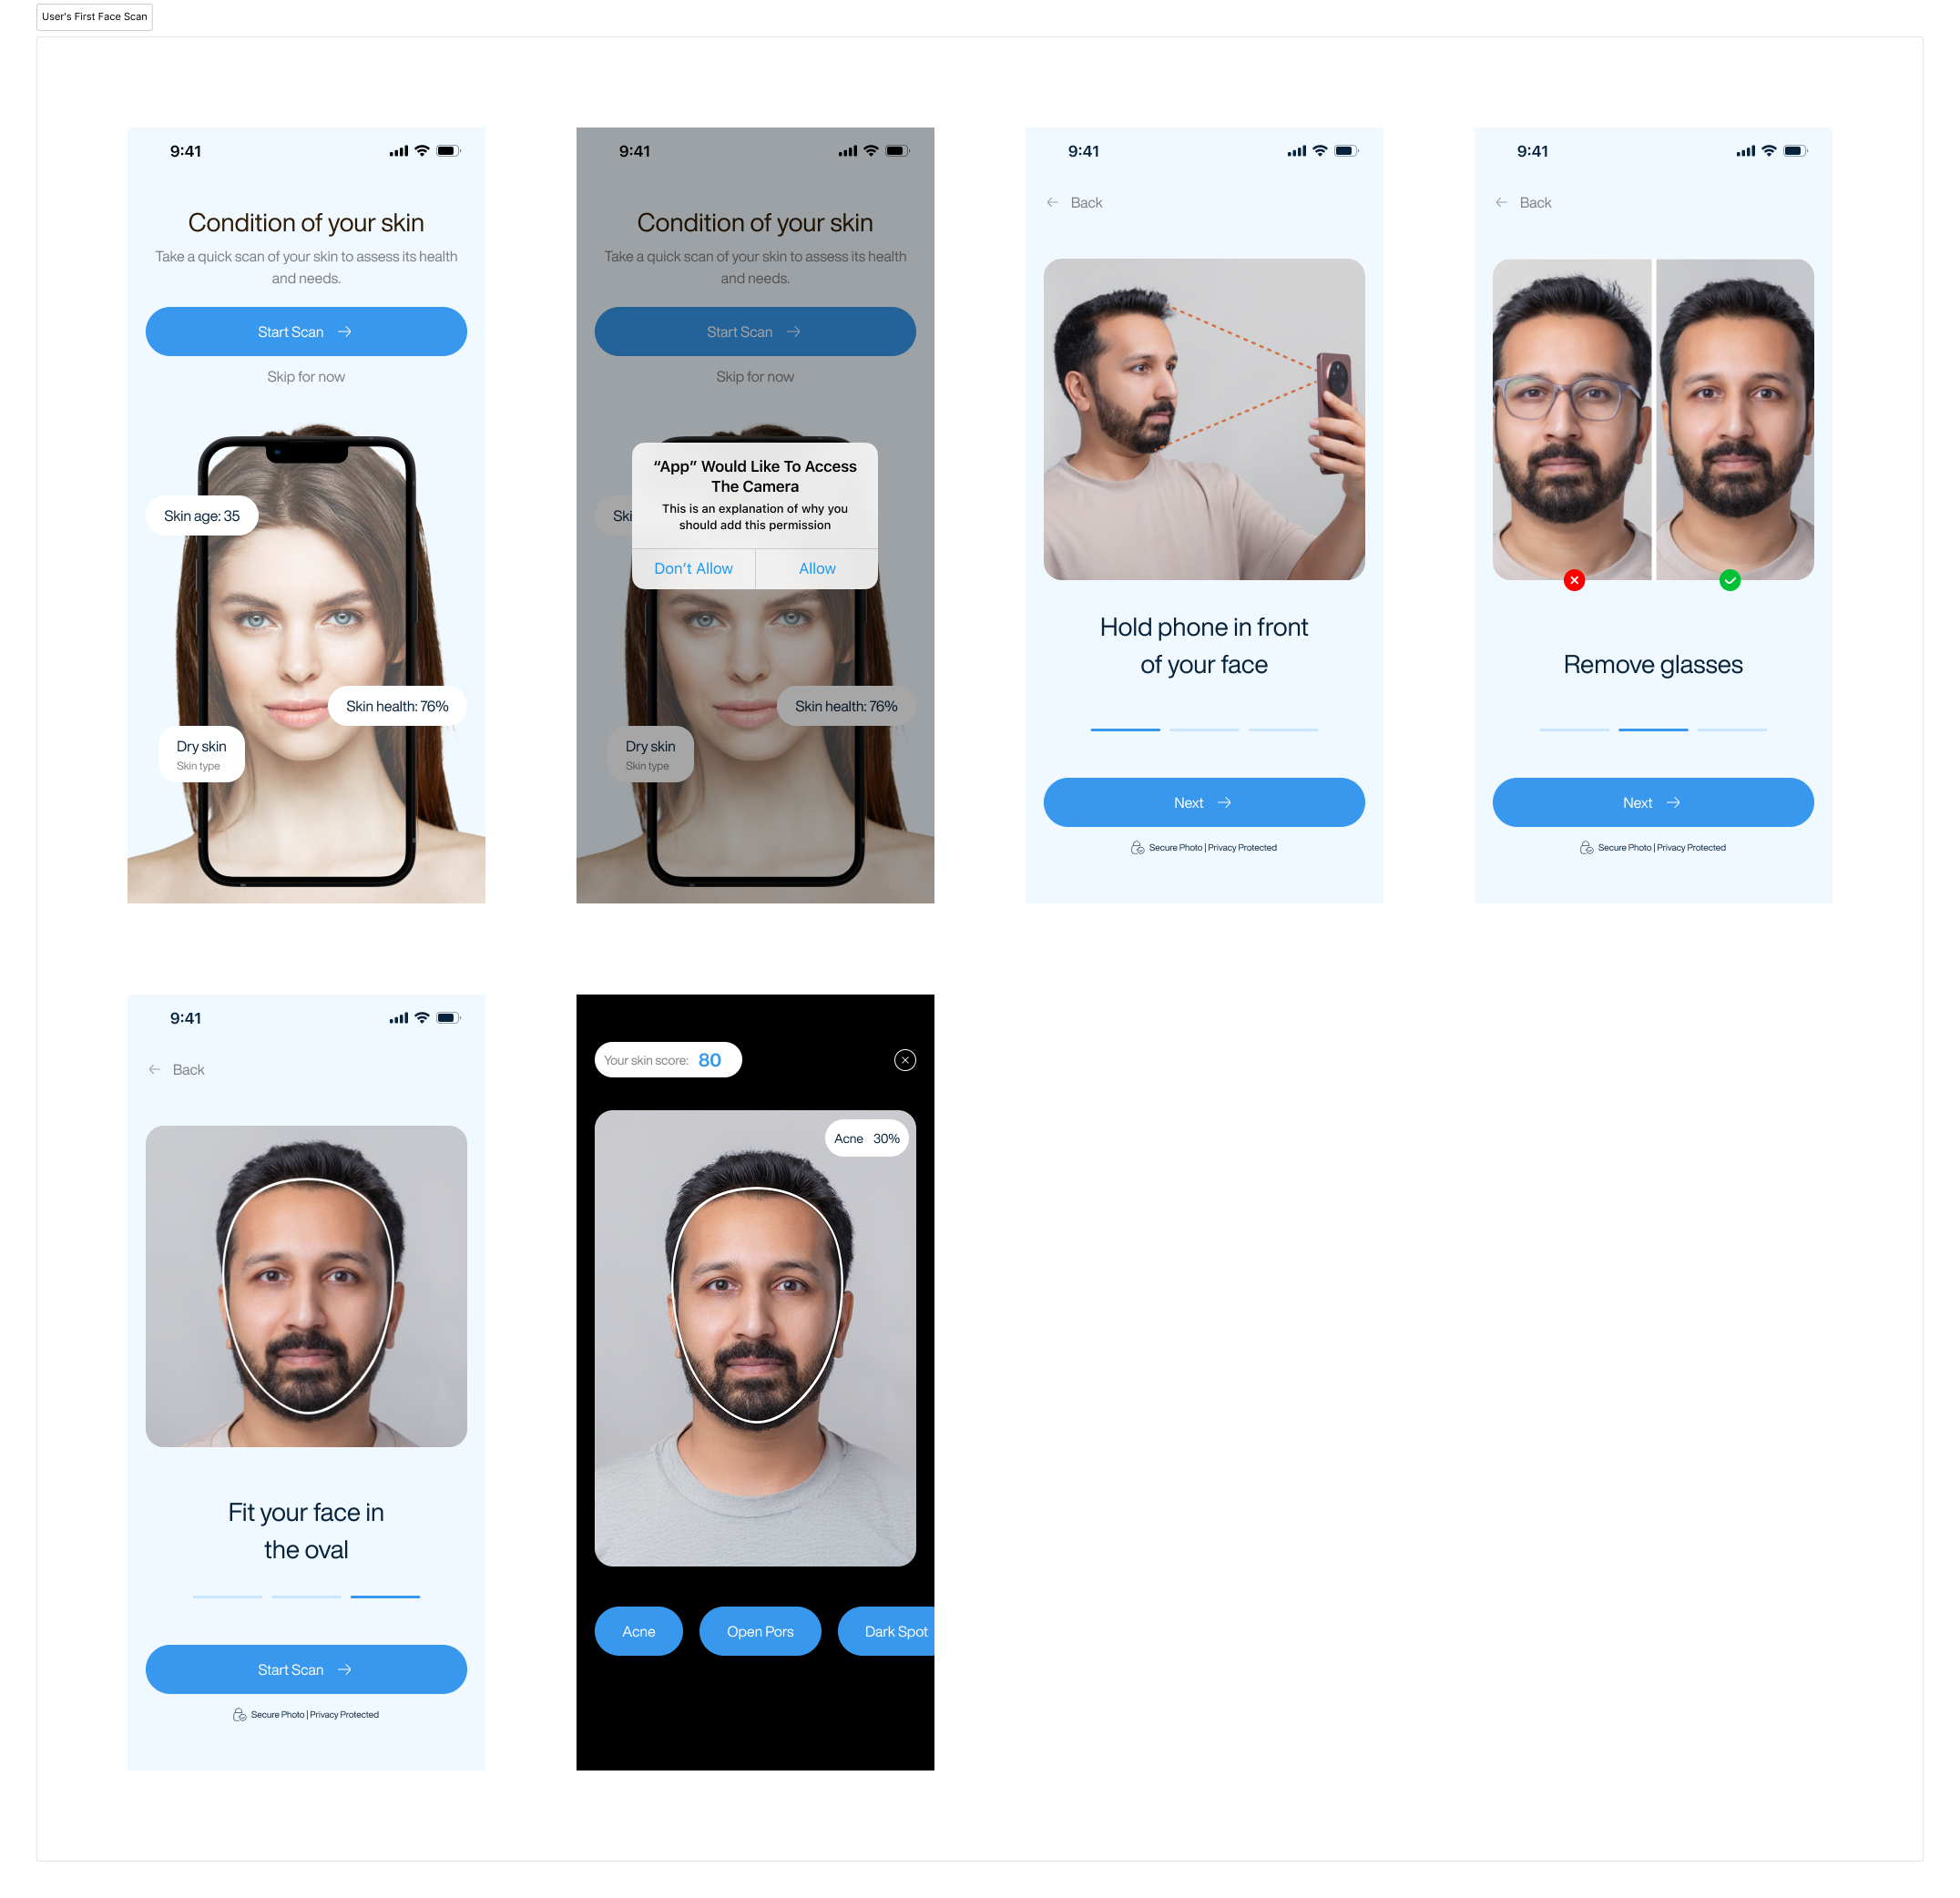 User's First Face Scan
9:41
Condition of your skin
Take a quick scan of your skin to assess its health
and needs.
Start Scan
Skip for now
Skin age: 35
Skin health: 76%
Dry skin
Skin type
9:41
Condition of your skin
Take a quick scan of your skin to assess its health
and needs.
Start Scan
Skip for now
Ski
“App” Would Like To Access
The Camera
This is an explanation of why you
should add this permission
Don’t Allow
Allow
Skin health: 76%
Dry skin
Skin type
9:41
Back
Hold phone in front
of your face
Next
Secure Photo | Privacy Protected
9:41
Back
Remove glasses
Next
Secure Photo | Privacy Protected
9:41
Back
Fit your face in
the oval
Start Scan
Secure Photo | Privacy Protected
Your skin score: 80
Acne 30%
Acne
Open Pors
Dark Spot